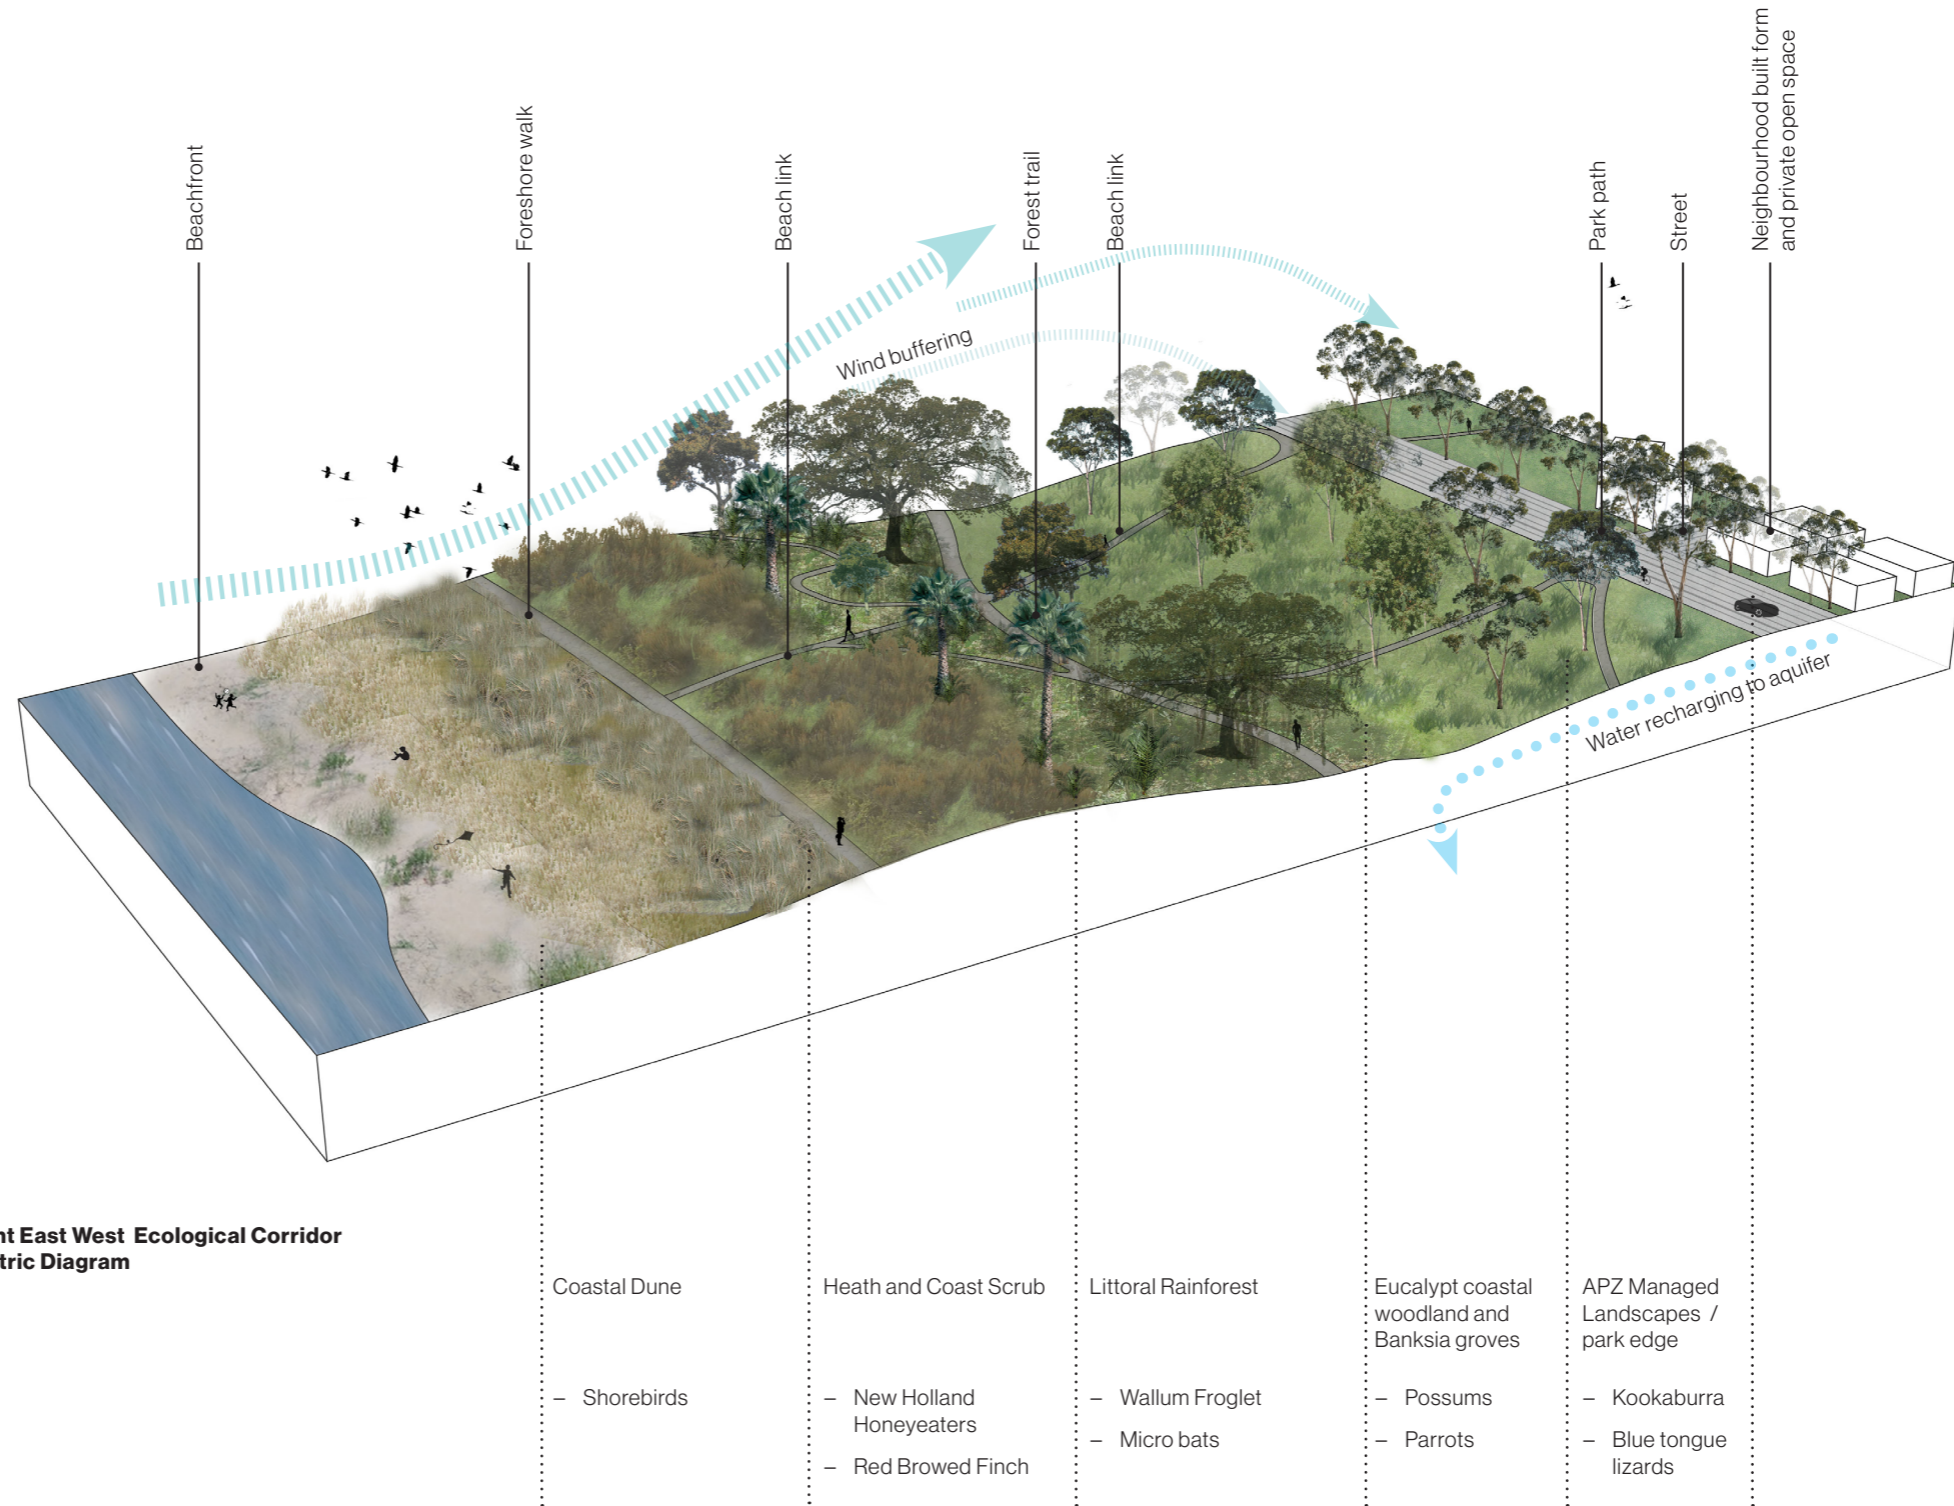 Beachfront
Foreshore walk
Beach link
Forest trail
Beach link
Park path
Street
Neighbourhood built form
and private open space
Wind buffering
Water recharging to aquifer
East West Ecological Corridor
Diagram
Coastal Dune
– Shorebirds
Heath and Coast Scrub
– New Holland
Honeyeaters
– Red Browed Finch
Littoral Rainforest
– Wallum Froglet
– Micro bats
Eucalypt coastal
woodland and
Banksia groves
– Possums
– Parrots
APZ Managed
Landscapes /
park edge
– Kookaburra
– Blue tongue
lizards